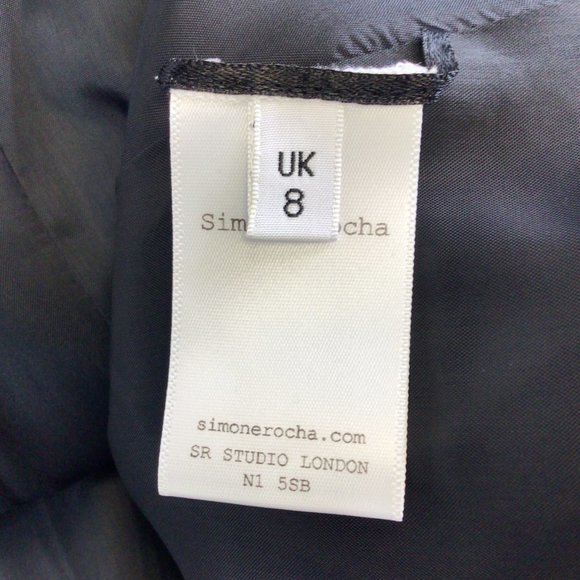 UK
8
Sim ocha
simonerocha.com
SR STUDIO LONDON
N1 5SB